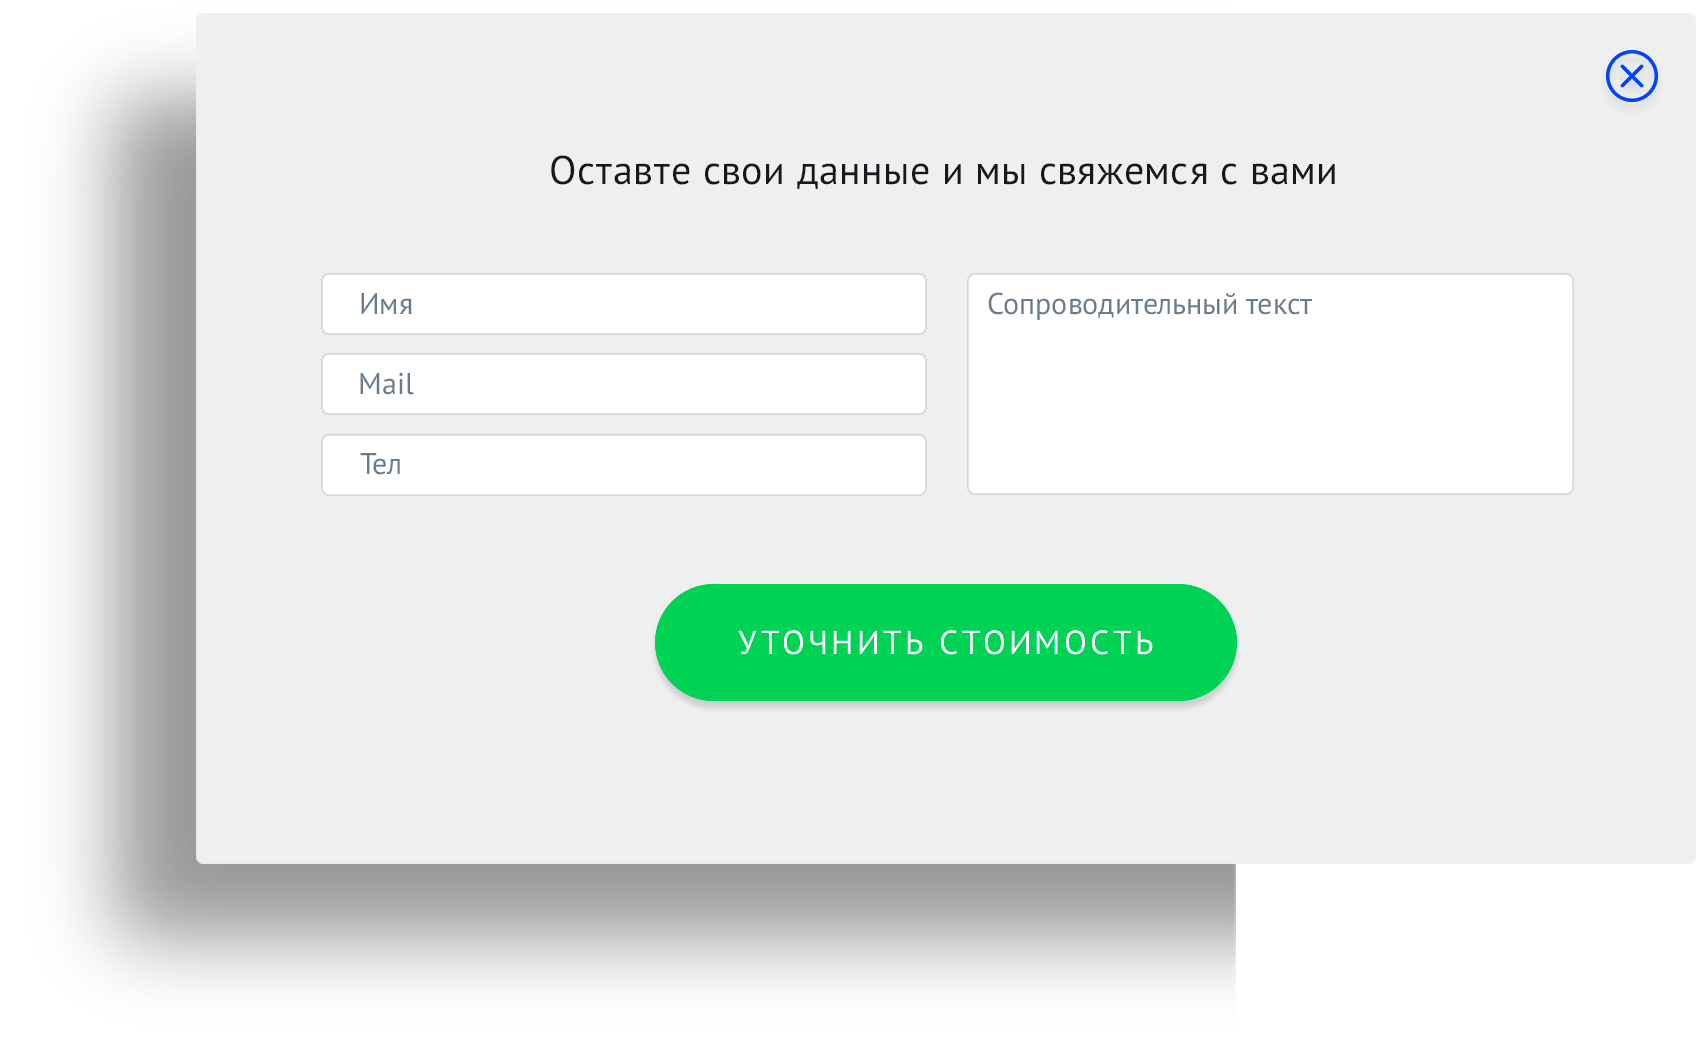 Оставте свои данные и мы свяжемся с вами
Имя
Mail
Тел
Сопроводительный текст
УТОЧНИТЬ СТОИМОСТЬ